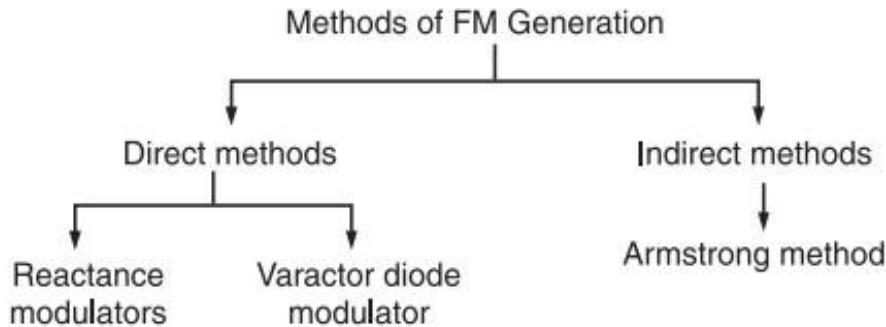 Methods of FM Generation
Direct methods
Indirect methods
Reactance
modulators
Varactor diode
modulator
Armstrong method